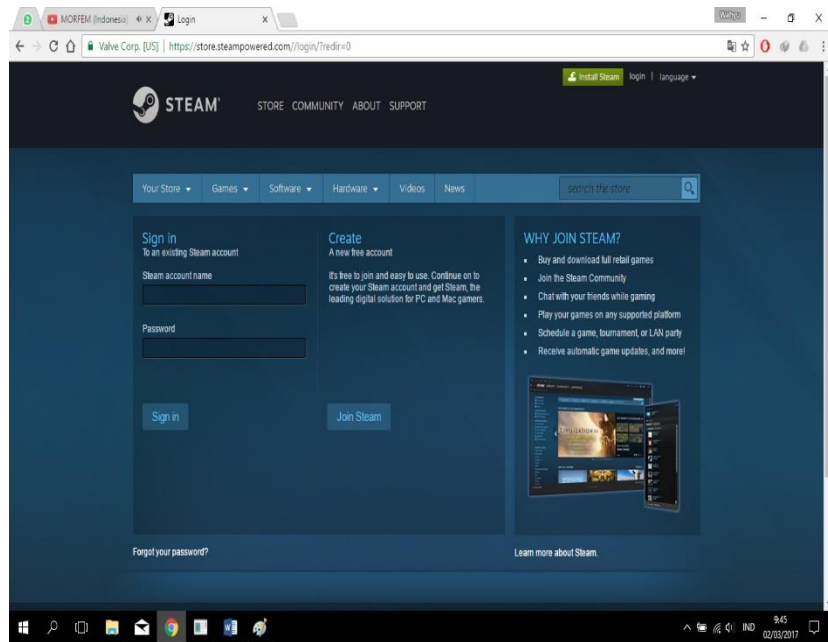 MORFEM (Indonesia)
Login
Wahyu
Valve Corp. [US] | https://store.steampowered.com//login/?redir=0
Install Steam login | language
STEAM
STORE COMMUNITY ABOUT SUPPORT
Your Store Games Software Hardware Videos News
search the store
Sign in
To an existing Steam account
Steam account name
Password
Sign in
Create
A new free account
It's free to join and easy to use. Continue on to
create your Steam account and get Steam, the
leading digital solution for PC and Mac gamers.
Join Steam
WHY JOIN STEAM?
Buy and download full retail games
Join the Steam Community
Chat with your friends while gaming
Play your games on any supported platform
Schedule a game, tournament, or LAN party
Receive automatic game updates, and more!
CIVILIZATION VI
Forgot your password?
Learn more about Steam.
IND
9:45
02/03/2017